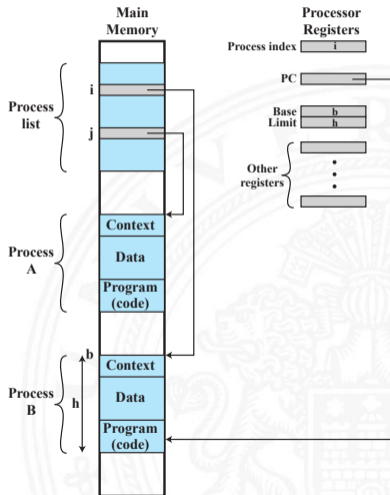 Main
Memory
Processor
Registers
Process index
i
PC
Base
Limit
b
h
Other
registers
Process
list
i
j
Process
A
Context
Data
Program
(code)
Process
B
b
h
Context
Data
Program
(code)